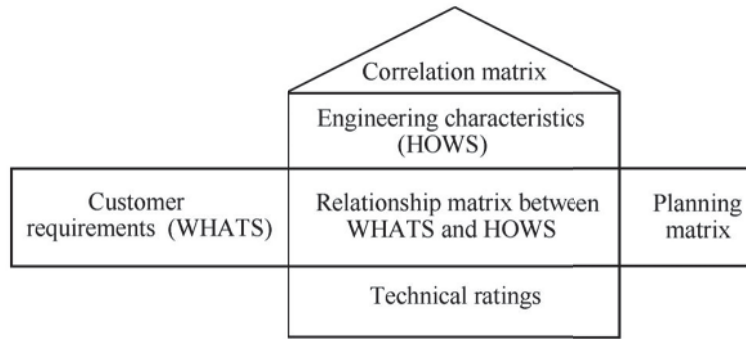 Correlation matrix
Engineering characteristics
(HOWS)
Customer
requirements (WHATS)
Relationship matrix between
WHATS and HOWS
Planning
matrix
Technical ratings